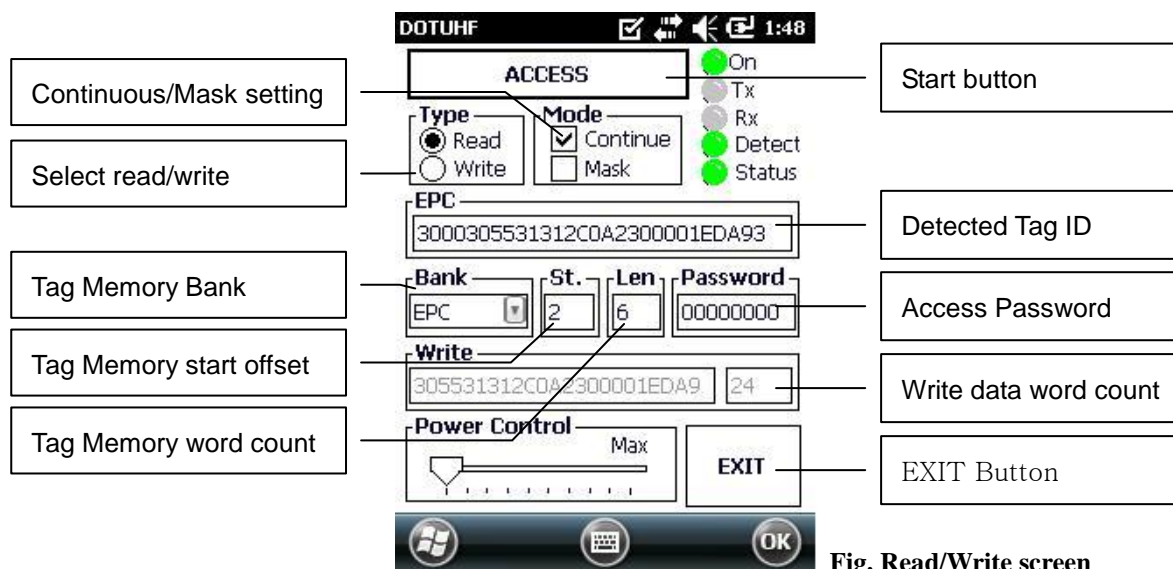 DOTUHF 1:48
ACCESS
On
Tx
Rx
Detect
Status
Type
Read
Write
Mode
Continue
Mask
EPC
3000305531312C0A2300001EDA93
Bank
EPC
St.
2
Len
6
Password
00000000
Write
305531312C0A2300001EDA9
24
Power Control
Max
EXIT
OK
Continuous/Mask setting
Select read/write
Tag Memory Bank
Tag Memory start offset
Tag Memory word count
Start button
Detected Tag ID
Access Password
Write data word count
EXIT Button
Fig. Read/Write screen